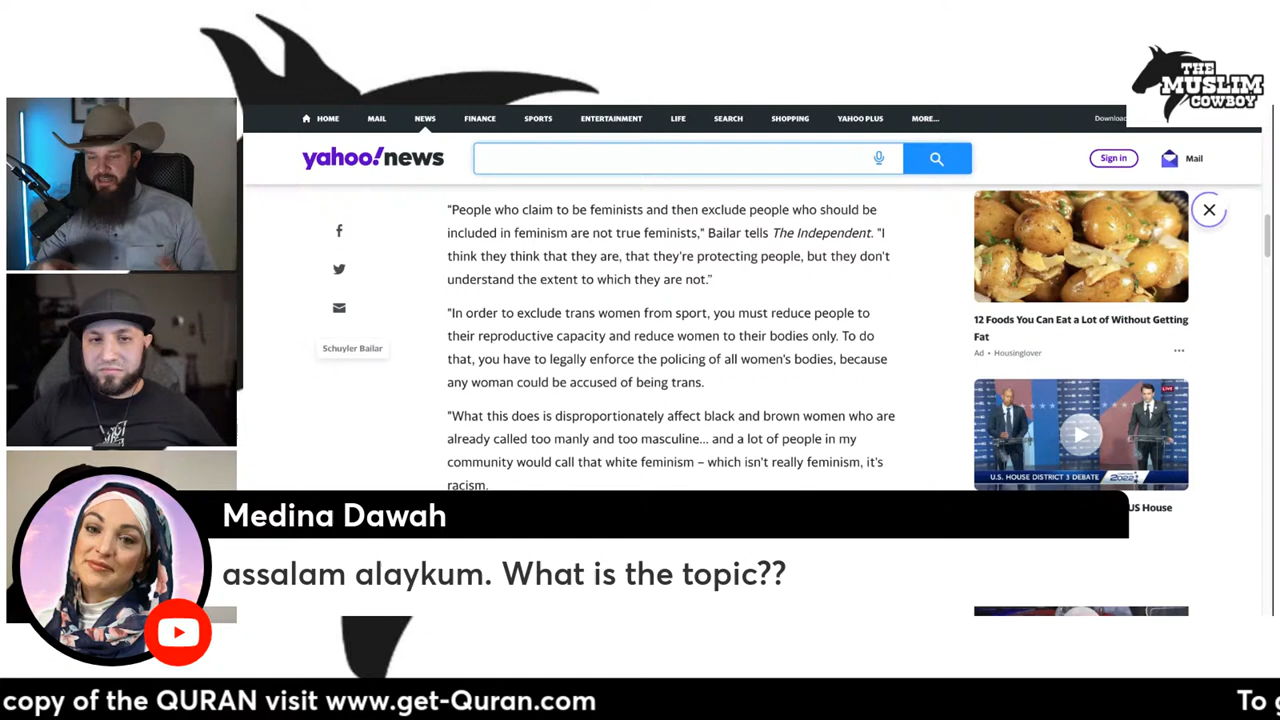 THE
MUSLIM
COWBOY
HOME MAIL NEWS FINANCE SPORTS ENTERTAINMENT LIFE SEARCH SHOPPING YAHOO PLUS MORE... Download
yahoo!news
Sign in
Mail
"People who claim to be feminists and then exclude people who should be
included in feminism are not true feminists," Bailar tells The Independent. "I
think they think that they are, that they're protecting people, but they don't
understand the extent to which they are not."
"In order to exclude trans women from sport, you must reduce people to
their reproductive capacity and reduce women to their bodies only. To do
that, you have to legally enforce the policing of all women's bodies, because
any woman could be accused of being trans.
"What this does is disproportionately affect black and brown women who are
already called too manly and too masculine... and a lot of people in my
community would call that white feminism – which isn't really feminism, it's
racism.
Schuyler Bailar
12 Foods You Can Eat a Lot of Without Getting
Fat
Ad • Housinglover
LIVE
U.S. HOUSE DISTRICT 3 DEBATE 2022
US House
Medina Dawah
assalam alaykum. What is the topic??
copy of the QURAN visit www.get-Quran.com
To g